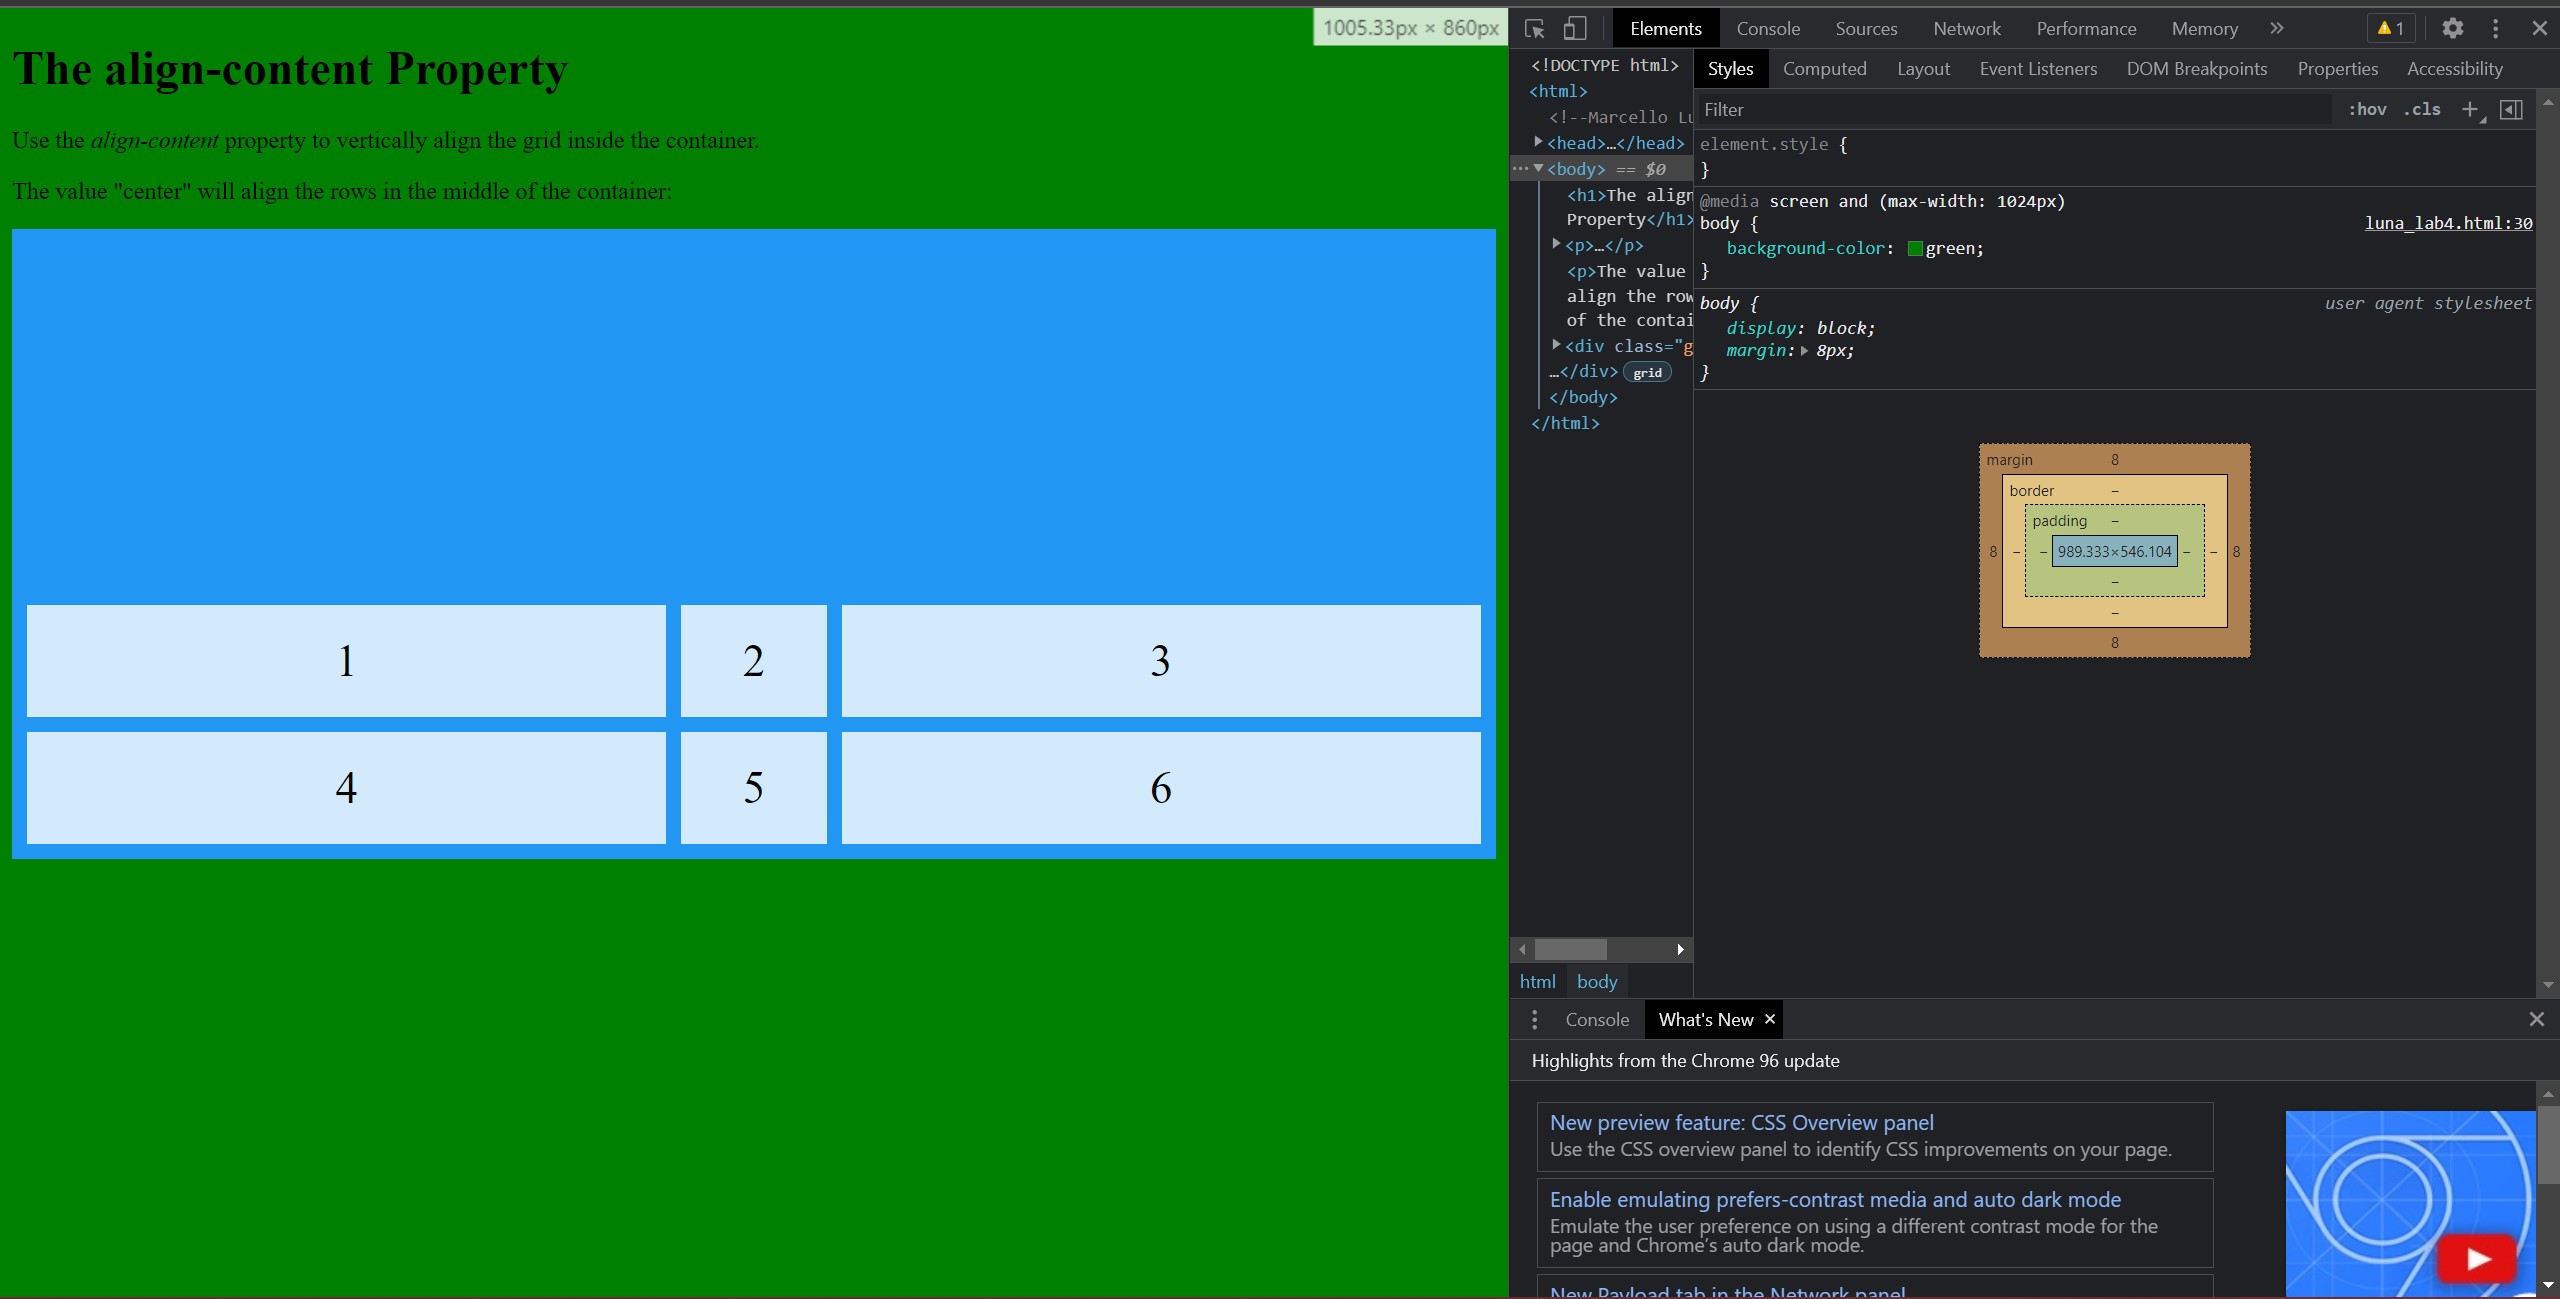 1005.33px × 860px
The align-content Property
Use the align-content property to vertically align the grid inside the container.
The value "center" will align the rows in the middle of the container:
1
2
3
4
5
6
Elements Console Sources Network Performance Memory » 1
<!DOCTYPE html>
<html>
<!--Marcello Lu
<head>…</head>
<body> == $0
<h1>The align
Property</h1>
<p>…</p>
<p>The value
align the row
of the contai
<div class="g
…</div> grid
</body>
</html>
html body
Styles Computed Layout Event Listeners DOM Breakpoints Properties Accessibility
Filter :hov .cls +
element.style {
}
@media screen and (max-width: 1024px)
body { luna_lab4.html:30
background-color: green;
}
body { user agent stylesheet
display: block;
margin: 8px;
}
margin 8
border –
padding –
8 – – 989.333×546.104 – – 8
–
–
8
Console What's New ×
Highlights from the Chrome 96 update
New preview feature: CSS Overview panel
Use the CSS overview panel to identify CSS improvements on your page.
Enable emulating prefers-contrast media and auto dark mode
Emulate the user preference on using a different contrast mode for the
page and Chrome's auto dark mode.
New Payload tab in the Network panel